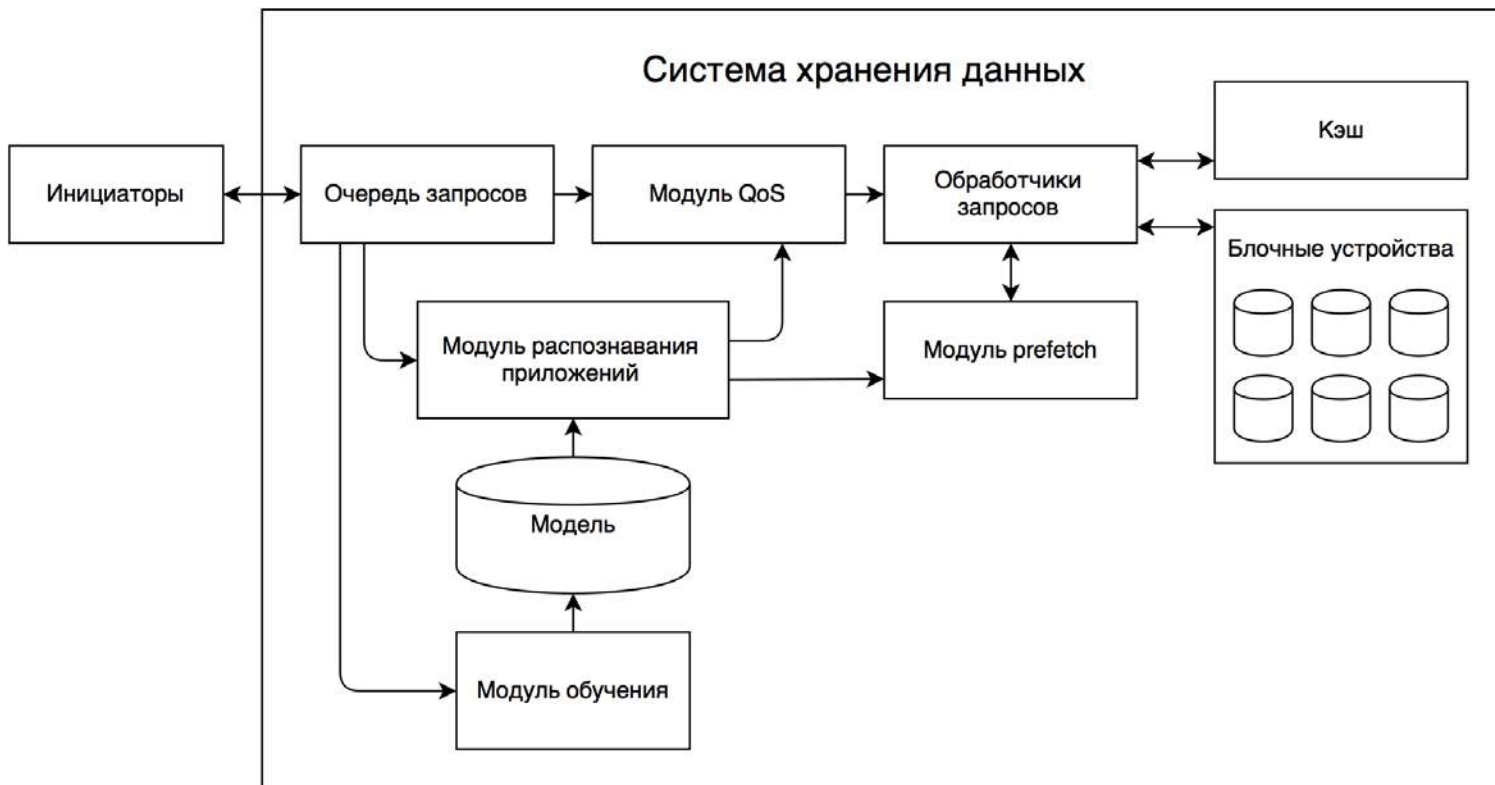 Система хранения данных
Кэш
Инициаторы
Очередь запросов
Модуль QoS
Обработчики
запросов
Блочные устройства
Модуль распознавания
приложений
Модуль prefetch
Модель
Модуль обучения